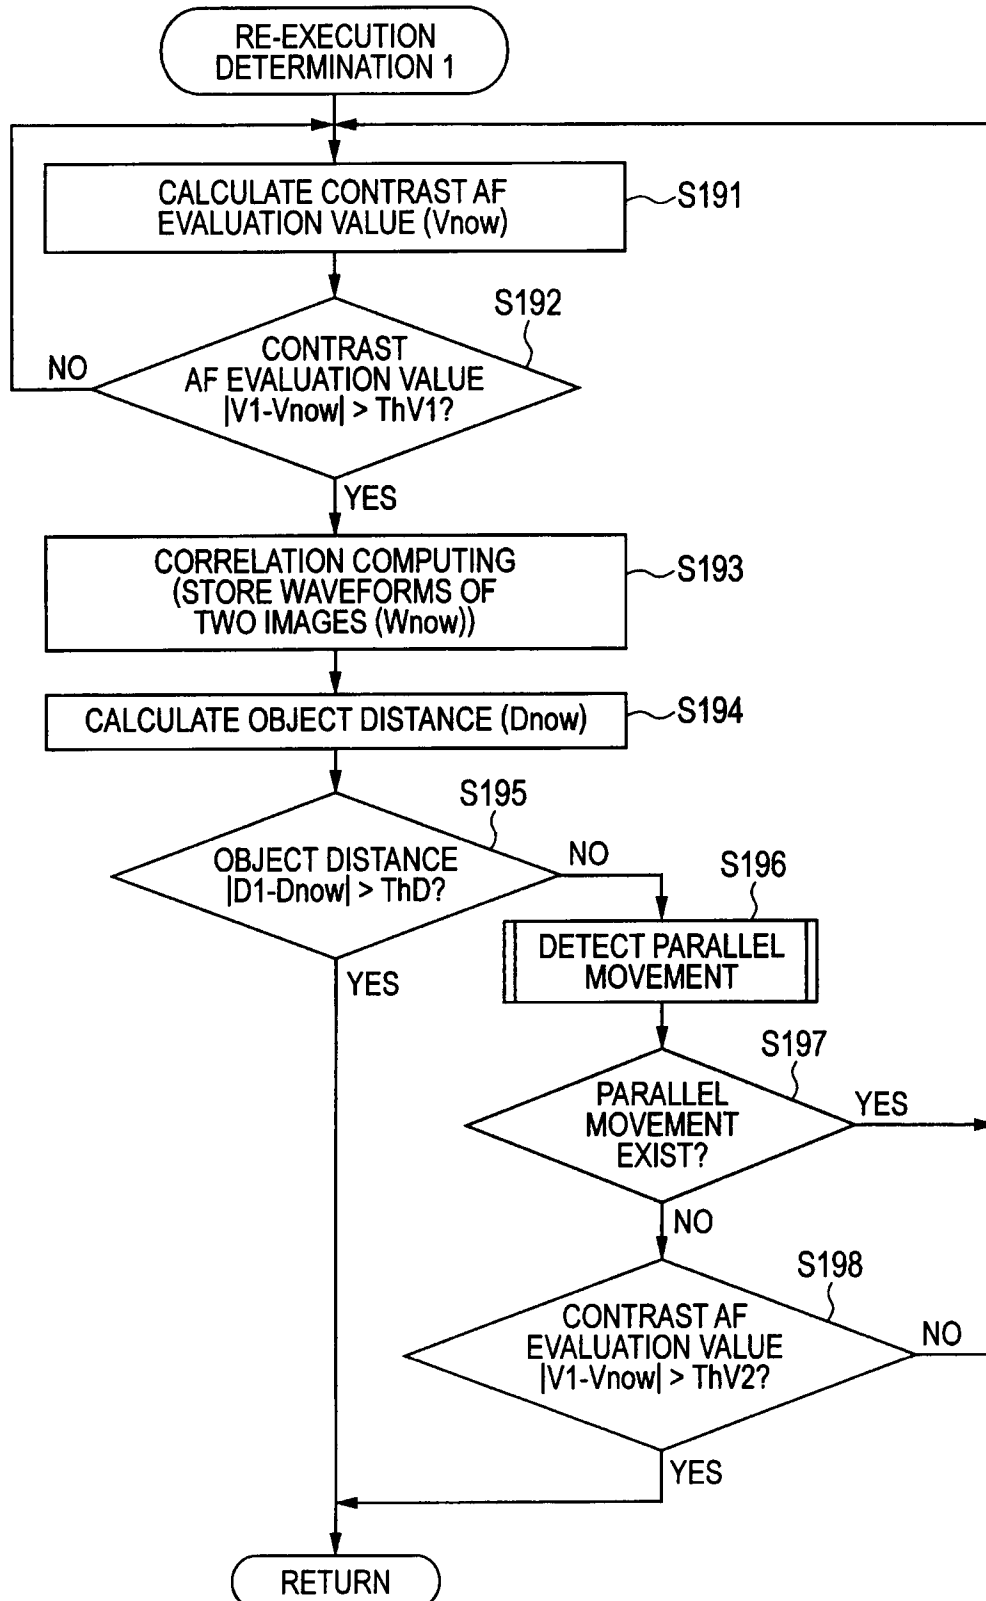 RE-EXECUTION
DETERMINATION 1
CALCULATE CONTRAST AF
EVALUATION VALUE (Vnow)
S191
S192
CONTRAST
AF EVALUATION VALUE
|V1-Vnow| > ThV1?
NO
YES
CORRELATION COMPUTING
(STORE WAVEFORMS OF
TWO IMAGES (Wnow))
S193
CALCULATE OBJECT DISTANCE (Dnow)
S194
S195
OBJECT DISTANCE
|D1-Dnow| > ThD?
NO
YES
S196
DETECT PARALLEL
MOVEMENT
S197
PARALLEL
MOVEMENT
EXIST?
YES
NO
S198
CONTRAST AF
EVALUATION VALUE
|V1-Vnow| > ThV2?
NO
YES
RETURN